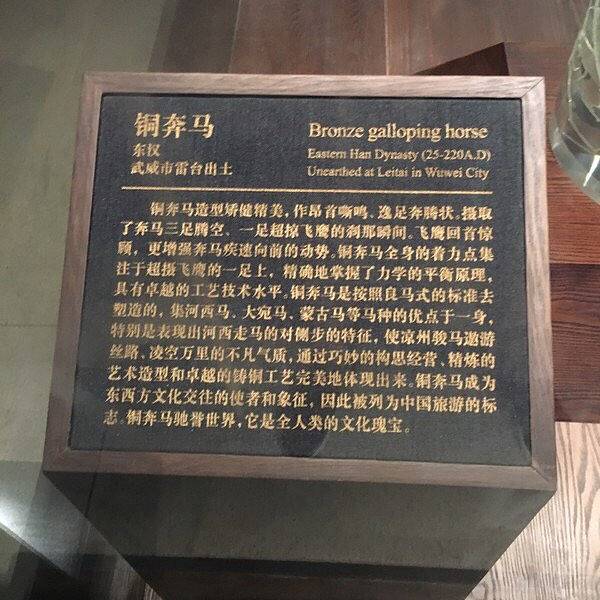 铜奔马
Bronze galloping horse
东汉
Eastern Han Dynasty (25-220A.D)
武威市雷台出土
Unearthed at Leitai in Wuwei City
铜奔马造型矫健精美，作昂首嘶鸣、逸足奔腾状。摄取
了奔马三足腾空、一足超掠飞鹰的刹那瞬间。飞鹰回首惊
顾，更增强奔马疾速向前的动势。铜奔马全身的着力点集
注于超摄飞鹰的一足上，精确地掌握了力学的平衡原理，
具有卓越的工艺技术水平。铜奔马是按照良马式的标准去
塑造的，集河西马、大宛马、蒙古马等马种的优点于一身，
特别是表现出河西走马的对侧步的特征，使凉州骏马遨游
丝路、凌空万里的不凡气质，通过巧妙的构思经营、精炼的
艺术造型和卓越的铸铜工艺完美地体现出来。铜奔马成为
东西方文化交往的使者和象征，因此被列为中国旅游的标
志。铜奔马驰誉世界，它是全人类的文化瑰宝。